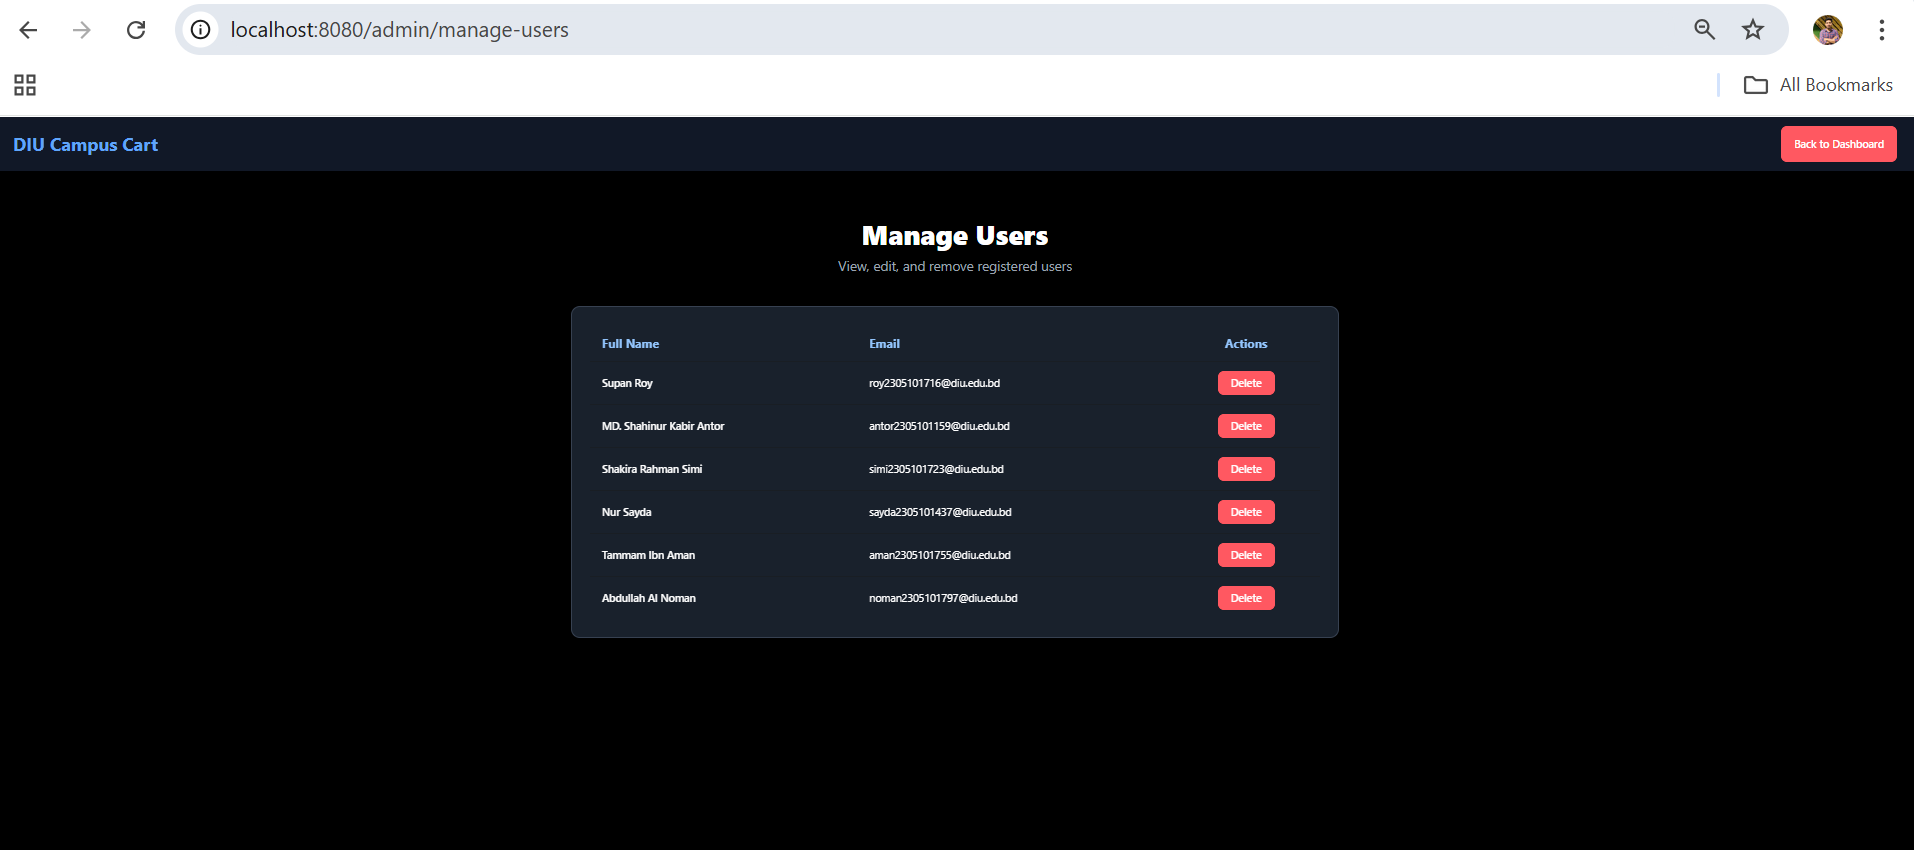 localhost:8080/admin/manage-users
All Bookmarks
DIU Campus Cart
Back to Dashboard
Manage Users
View, edit, and remove registered users
Full Name Email Actions
Supan Roy roy2305101716@diu.edu.bd Delete
MD. Shahinur Kabir Antor antor2305101159@diu.edu.bd Delete
Shakira Rahman Simi simi2305101723@diu.edu.bd Delete
Nur Sayda sayda2305101437@diu.edu.bd Delete
Tammam Ibn Aman aman2305101755@diu.edu.bd Delete
Abdullah Al Noman noman2305101797@diu.edu.bd Delete